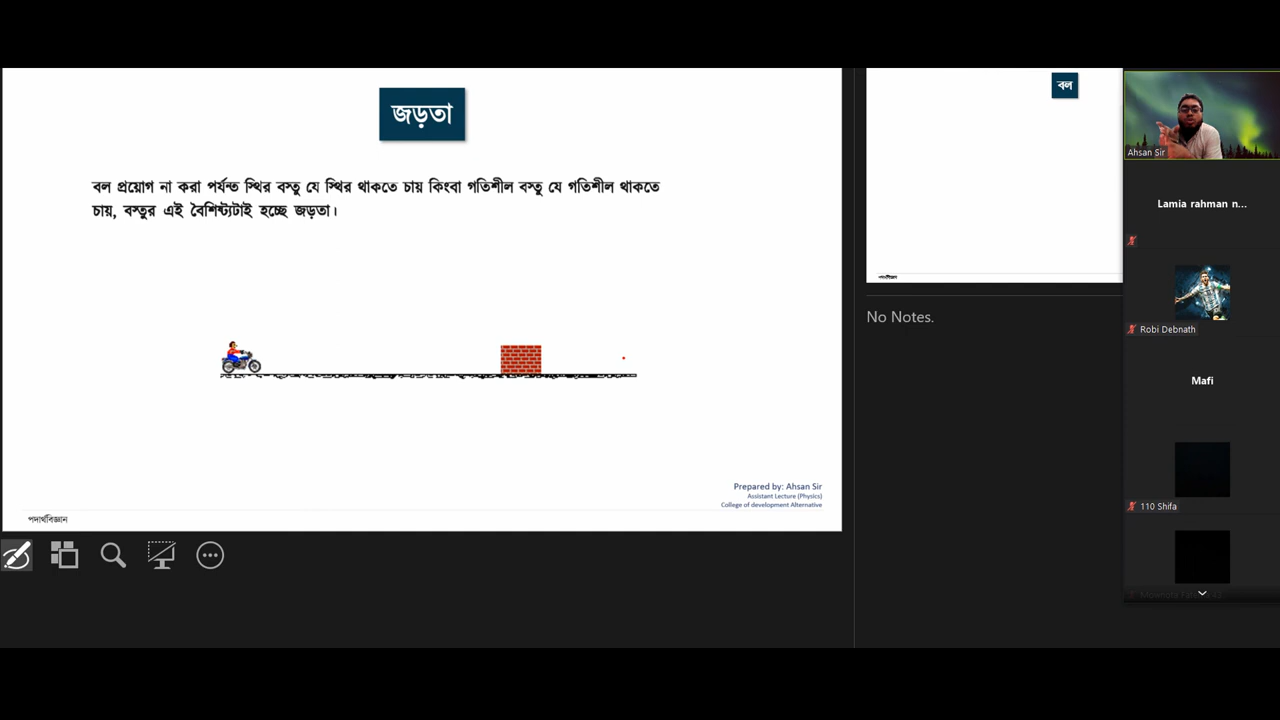 জড়তা
বল প্রয়োগ না করা পর্যন্ত স্থির বস্তু যে স্থির থাকতে চায় কিংবা গতিশীল বস্তু যে গতিশীল থাকতে
চায়, বস্তুর এই বৈশিষ্ট্যটাই হচ্ছে জড়তা।
Prepared by: Ahsan Sir
Assistant Lecture (Physics)
College of development Alternative
পদার্থবিজ্ঞান
বল
পদার্থবিজ্ঞান
No Notes.
Ahsan Sir
Lamia rahman n...
Robi Debnath
Mafi
110 Shifa